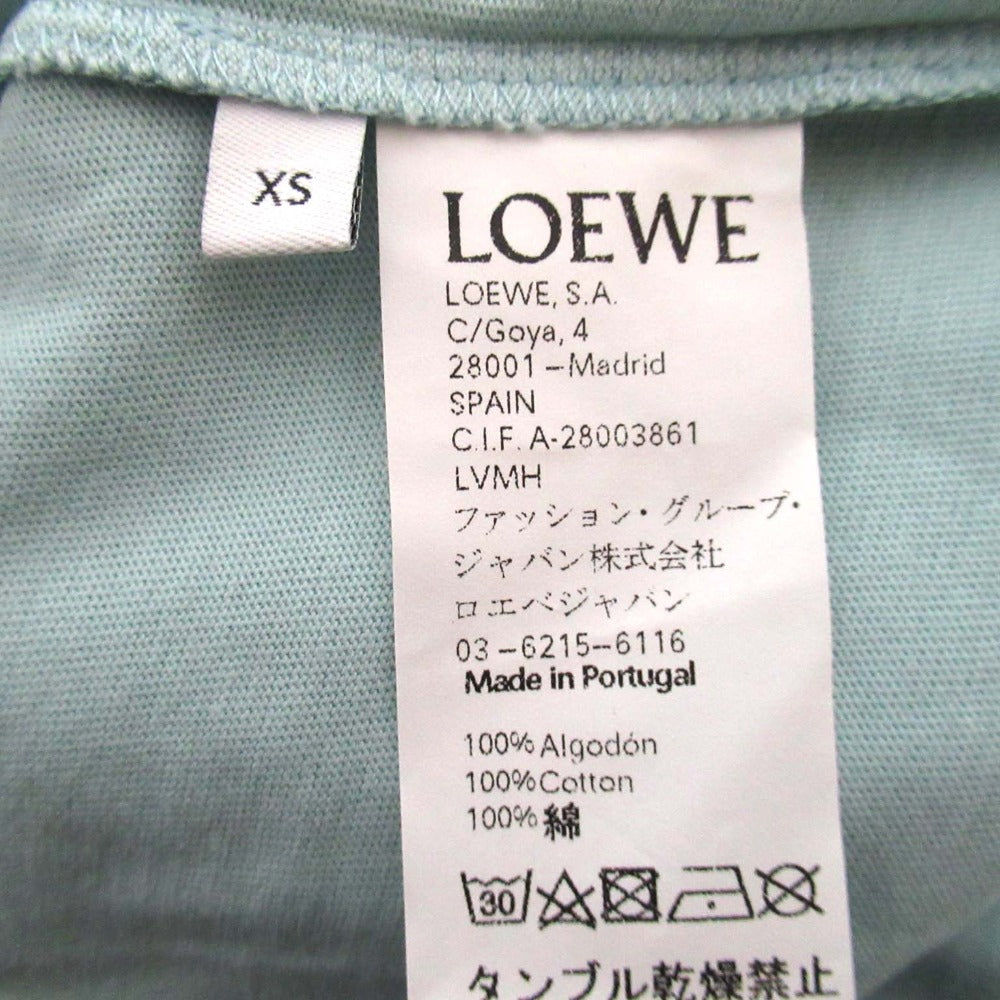 XS
LOEWE
LOEWE, S.A.
C/Goya, 4
28001 – Madrid
SPAIN
C.I.F. A-28003861
LVMH
ファッション・グループ・
ジャパン株式会社
ロエベジャパン
03 – 6215 – 6116
Made in Portugal
100% Algodón
100% Cotton
100% 綿
30
タンブル乾燥禁止